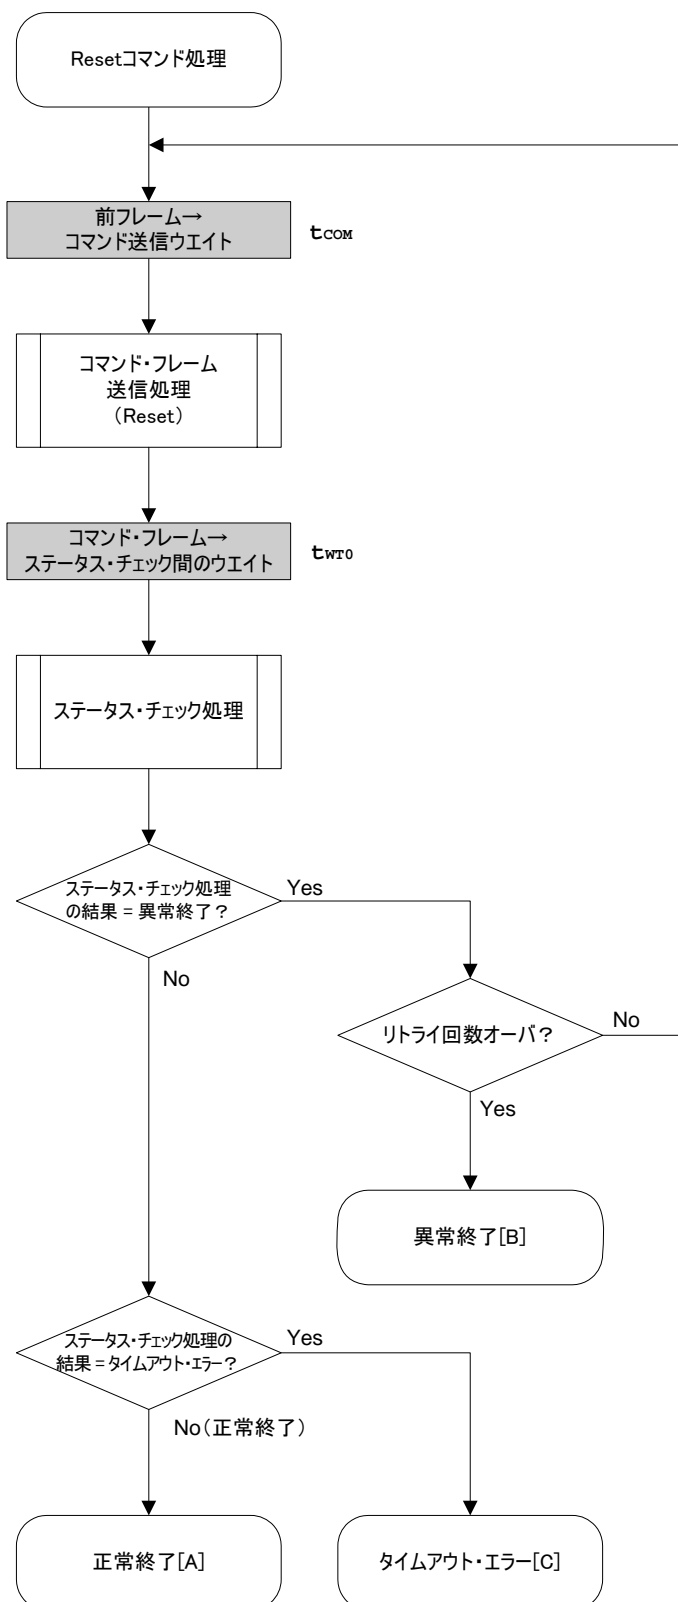 Resetコマンド処理
前フレーム→
コマンド送信ウエイト
tCOM
コマンド・フレーム
送信処理
（Reset）
コマンド・フレーム→
ステータス・チェック間のウエイト
tWT0
ステータス・チェック処理
ステータス・チェック処理
の結果 = 異常終了？
Yes
No
リトライ回数オーバ？
No
Yes
異常終了[B]
ステータス・チェック処理の
結果 = タイムアウト・エラー？
Yes
No（正常終了）
正常終了[A]
タイムアウト・エラー[C]